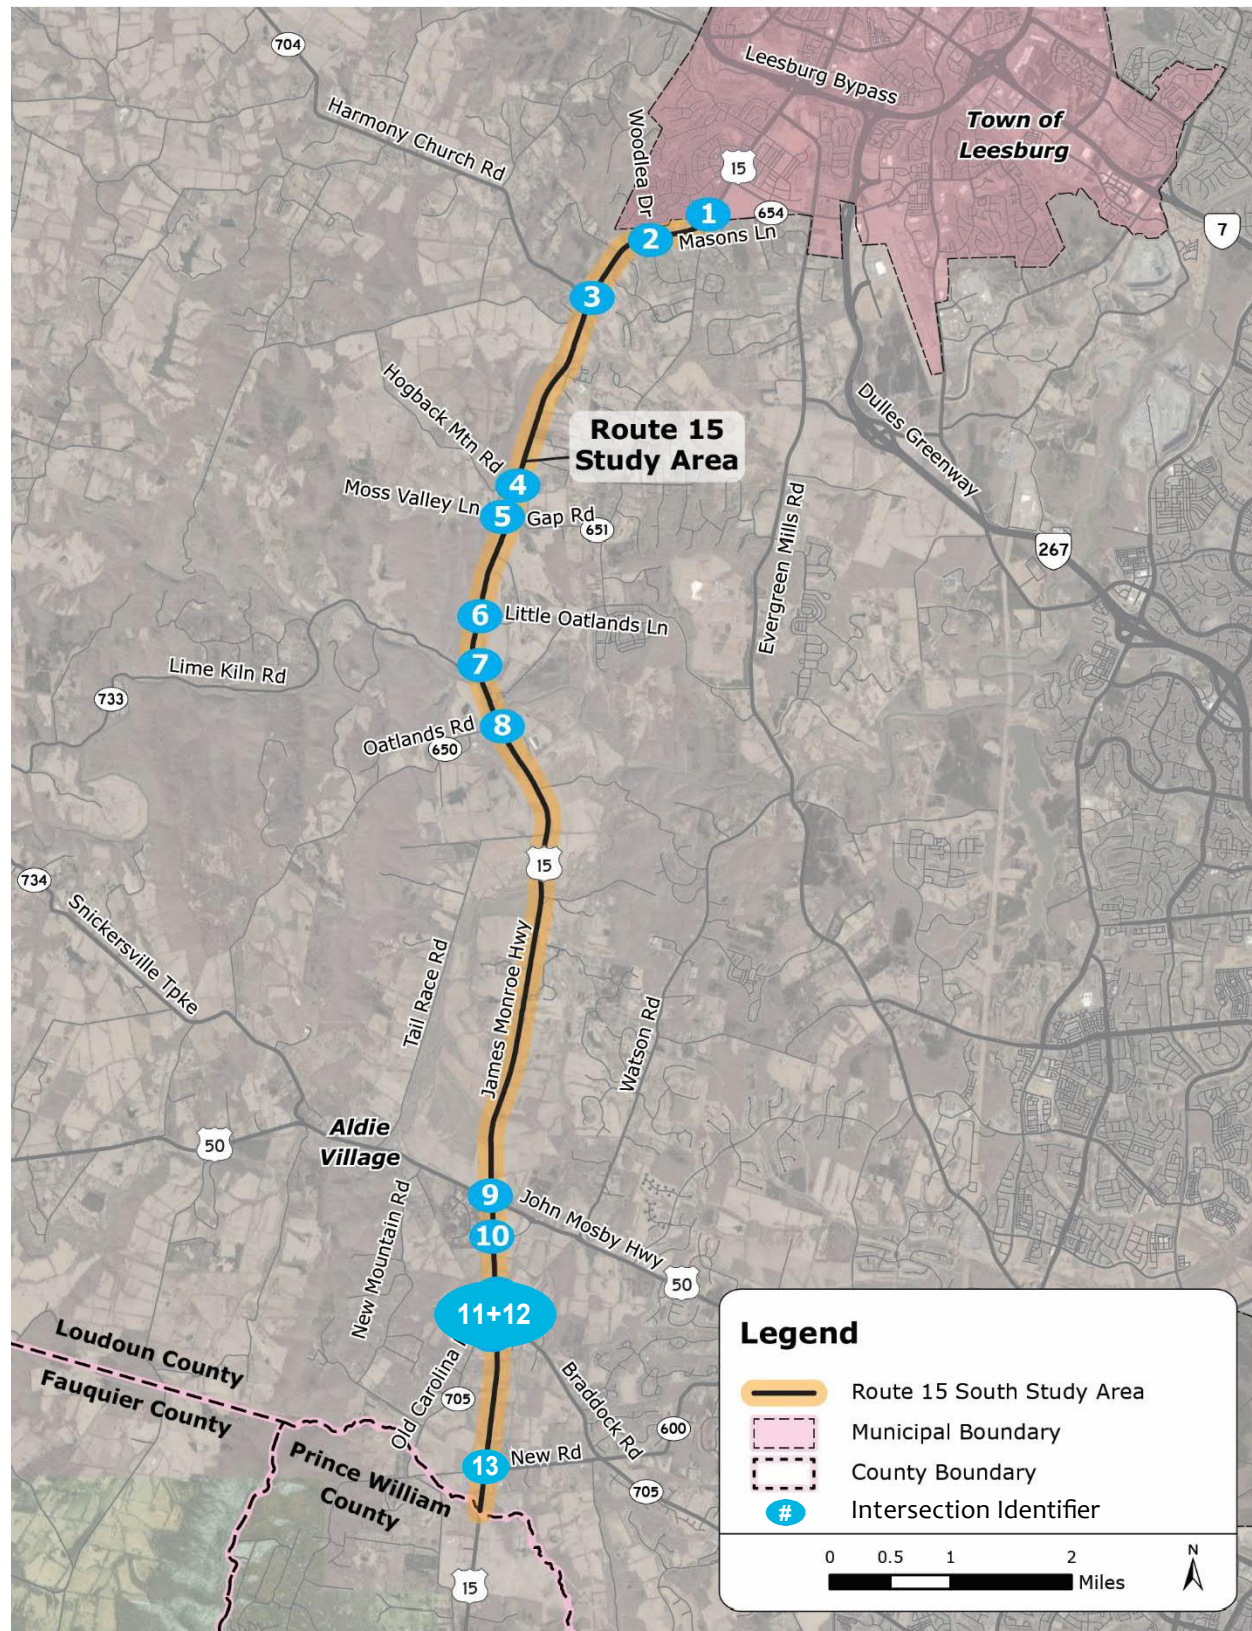 704
Harmony Church Rd
Leesburg Bypass
Town of
Leesburg
Woodlea Dr
15
1
654
2
Masons Ln
7
3
Hogback Mtn Rd
Route 15
Study Area
Dulles Greenway
4
Moss Valley Ln
5
Gap Rd
651
Evergreen Mills Rd
267
6
Little Oatlands Ln
7
Lime Kiln Rd
733
8
Oatlands Rd
650
15
734
Snickersville Tpke
Tail Race Rd
James Monroe Hwy
Watson Rd
Aldie
Village
50
9
John Mosby Hwy
10
New Mountain Rd
50
11+12
Loudoun County
Fauquier County
Old Carolina
705
Braddock Rd
600
Prince William
County
13
New Rd
705
15
Legend
Route 15 South Study Area
Municipal Boundary
County Boundary
# Intersection Identifier
0 0.5 1 2
Miles
N